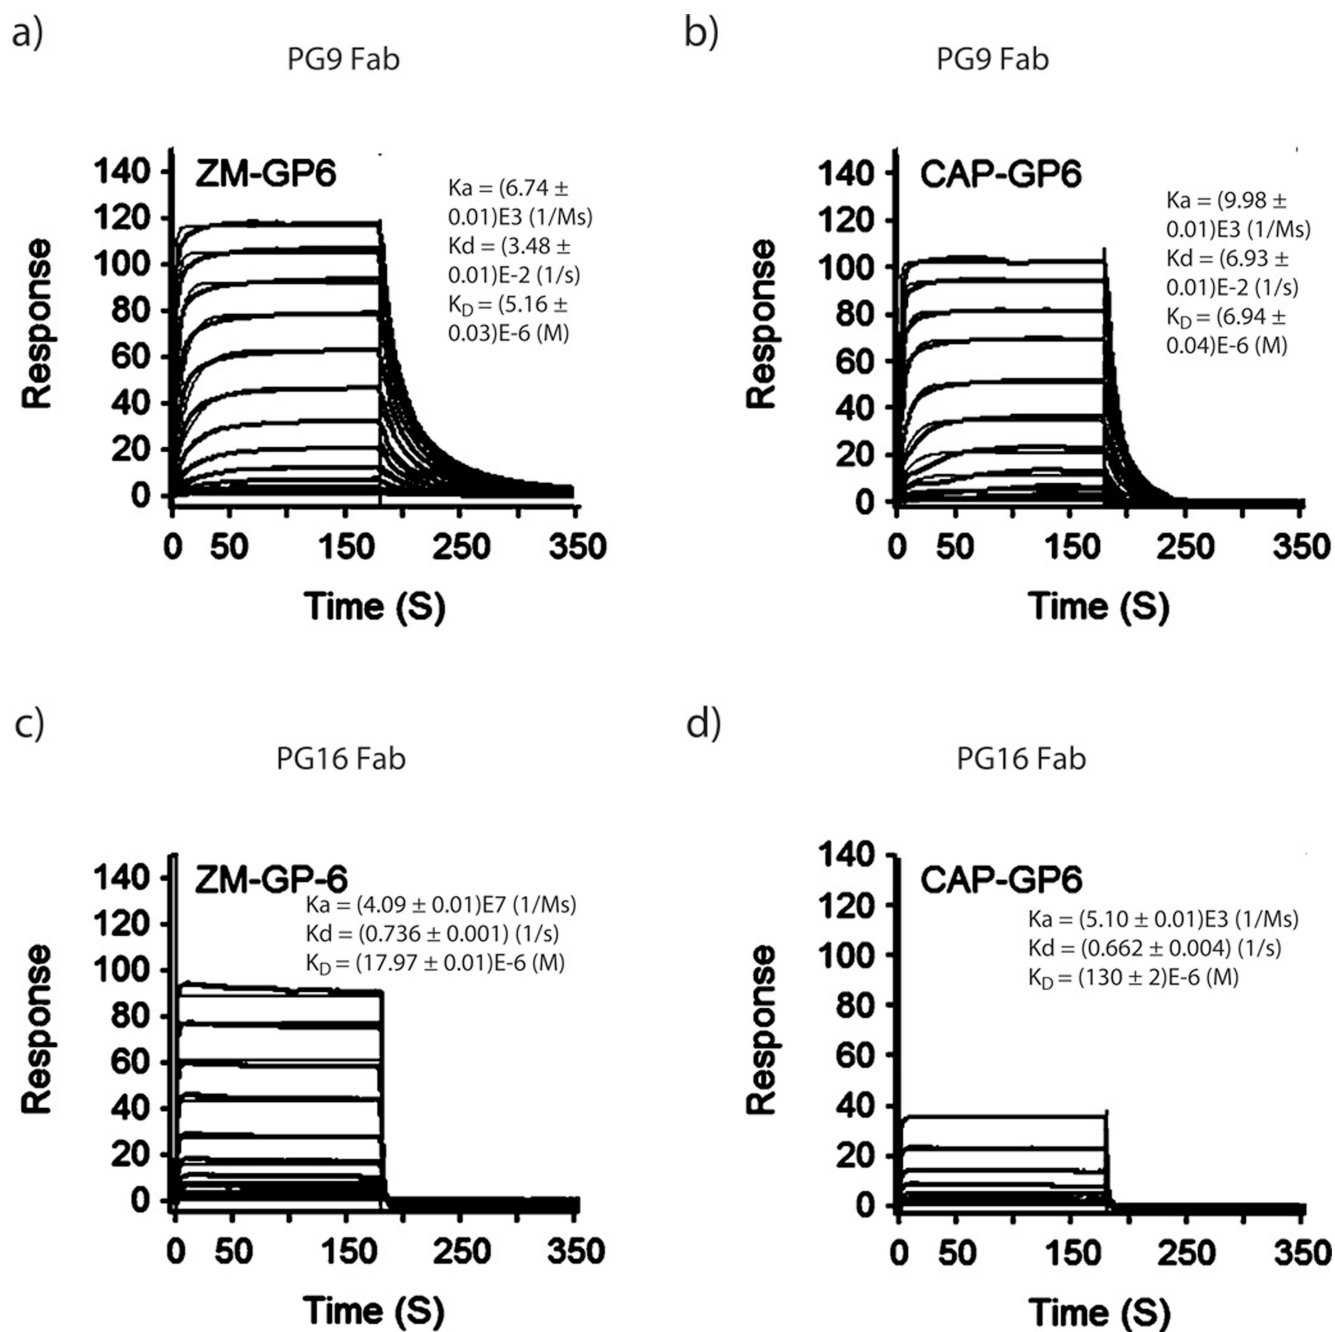 a)
PG9 Fab
ZM-GP6
Ka = (6.74 ±
0.01)E3 (1/Ms)
Kd = (3.48 ±
0.01)E-2 (1/s)
K_D = (5.16 ±
0.03)E-6 (M)
140
120
100
80
60
40
20
0
Response
0 50 150 250 350
Time (S)
b)
PG9 Fab
CAP-GP6
Ka = (9.98 ±
0.01)E3 (1/Ms)
Kd = (6.93 ±
0.01)E-2 (1/s)
K_D = (6.94 ±
0.04)E-6 (M)
140
120
100
80
60
40
20
0
Response
0 50 150 250 350
Time (S)
c)
PG16 Fab
ZM-GP-6
Ka = (4.09 ± 0.01)E7 (1/Ms)
Kd = (0.736 ± 0.001) (1/s)
K_D = (17.97 ± 0.01)E-6 (M)
140
120
100
80
60
40
20
0
Response
0 50 150 250 350
Time (S)
d)
PG16 Fab
CAP-GP6
Ka = (5.10 ± 0.01)E3 (1/Ms)
Kd = (0.662 ± 0.004) (1/s)
K_D = (130 ± 2)E-6 (M)
140
120
100
80
60
40
20
0
Response
0 50 150 250 350
Time (S)